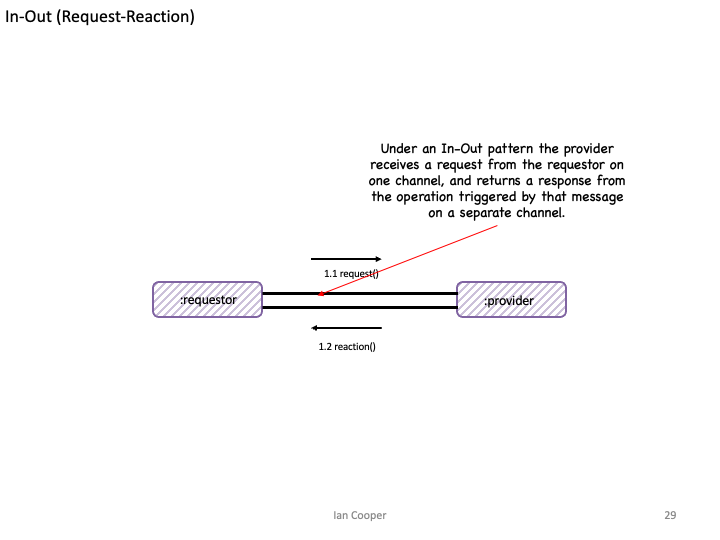 In-Out (Request-Reaction)
Under an In-Out pattern the provider
receives a request from the requestor on
one channel, and returns a response from
the operation triggered by that message
on a separate channel.
1.1 request()
:requestor
:provider
1.2 reaction()
Ian Cooper
29